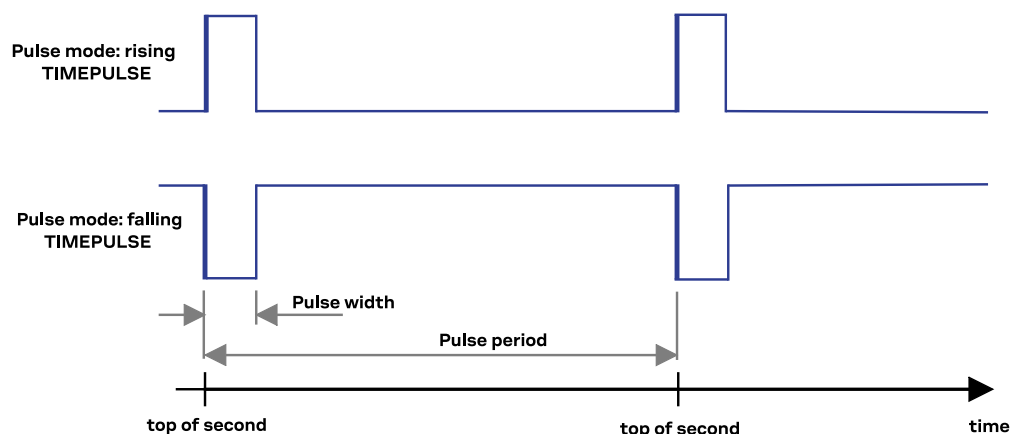 Pulse mode: rising
TIMEPULSE
Pulse mode: falling
TIMEPULSE
Pulse width
Pulse period
top of second
top of second
time